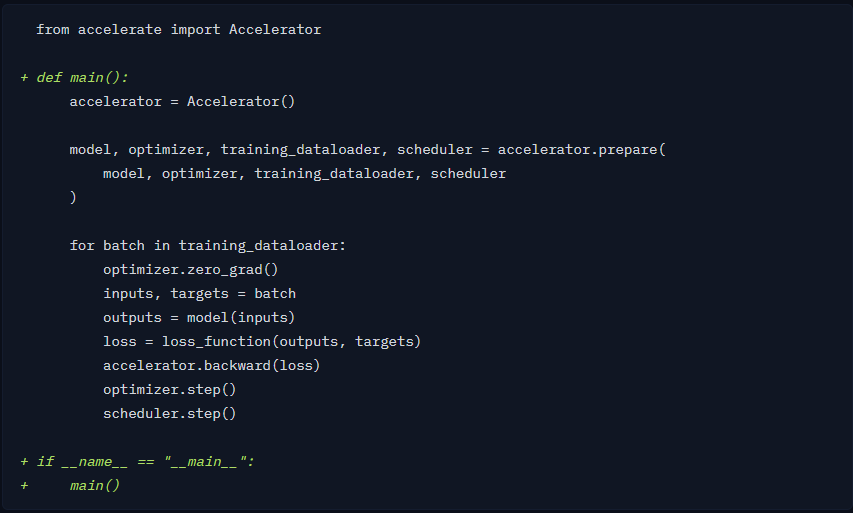 from accelerate import Accelerator
+ def main():
accelerator = Accelerator()
model, optimizer, training_dataloader, scheduler = accelerator.prepare(
model, optimizer, training_dataloader, scheduler
)
for batch in training_dataloader:
optimizer.zero_grad()
inputs, targets = batch
outputs = model(inputs)
loss = loss_function(outputs, targets)
accelerator.backward(loss)
optimizer.step()
scheduler.step()
+ if __name__ == "__main__":
+ main()